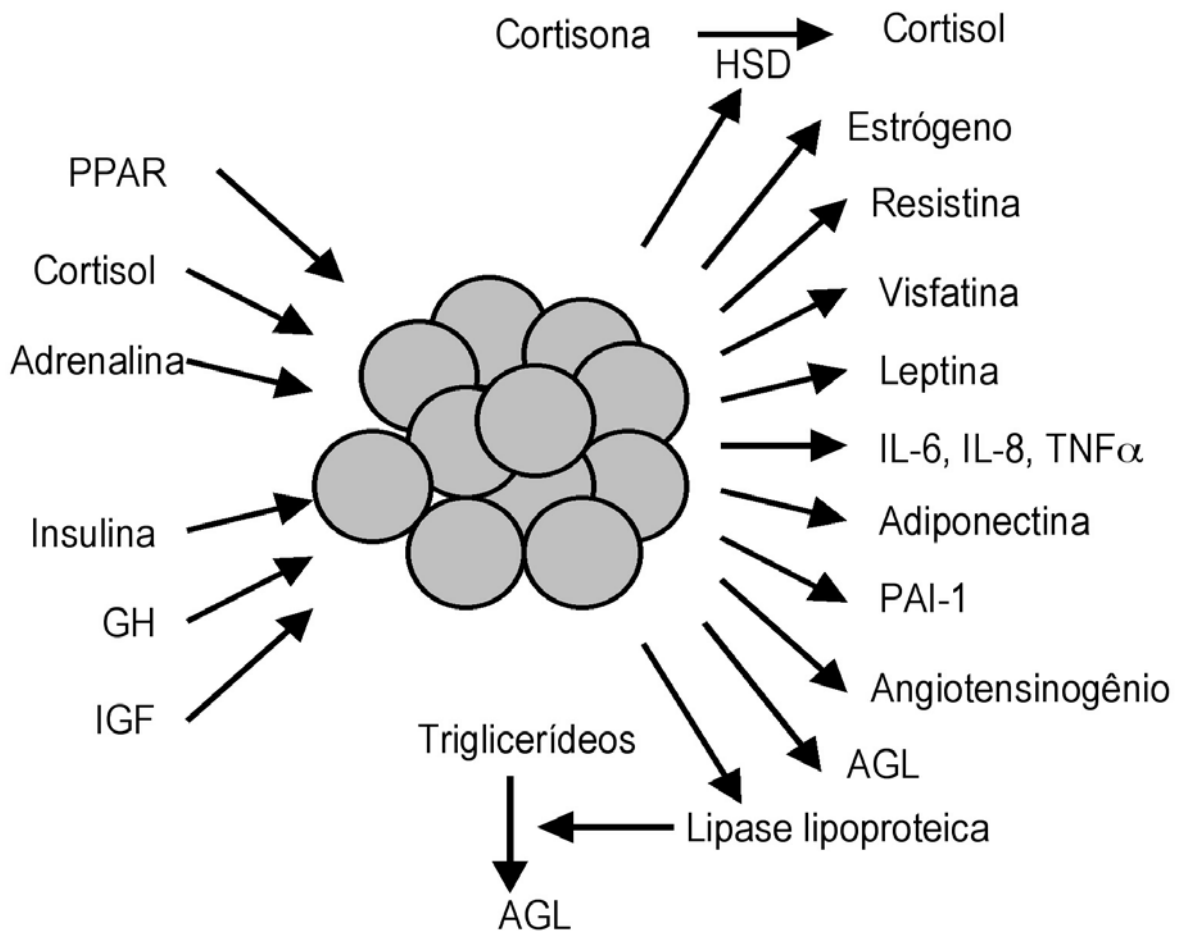 Cortisona
Cortisol
HSD
Estrógeno
PPAR
Resistina
Cortisol
Visfatina
Adrenalina
Leptina
IL-6, IL-8, TNFα
Adiponectina
Insulina
PAI-1
GH
Angiotensinogênio
IGF
Triglicerídeos
AGL
Lipase lipoproteica
AGL